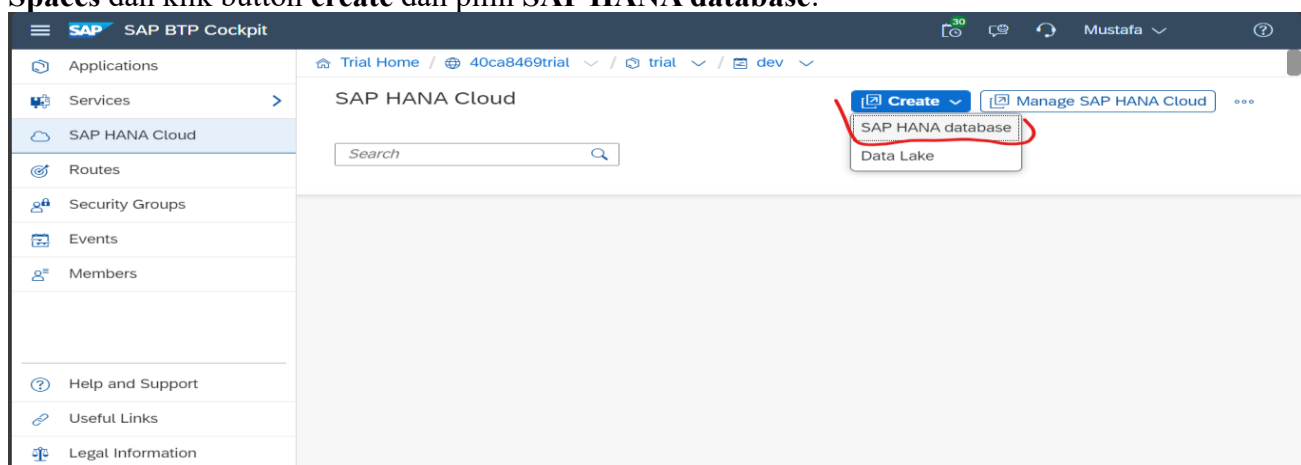 Spaces dan klik button create dan pilih SAP HANA database.
SAP SAP BTP Cockpit 30 Mustafa
Applications
Services
SAP HANA Cloud
Routes
Security Groups
Events
Members
Help and Support
Useful Links
Legal Information
Trial Home / 40ca8469trial / trial / dev
SAP HANA Cloud
Create Manage SAP HANA Cloud
SAP HANA database
Data Lake
Search